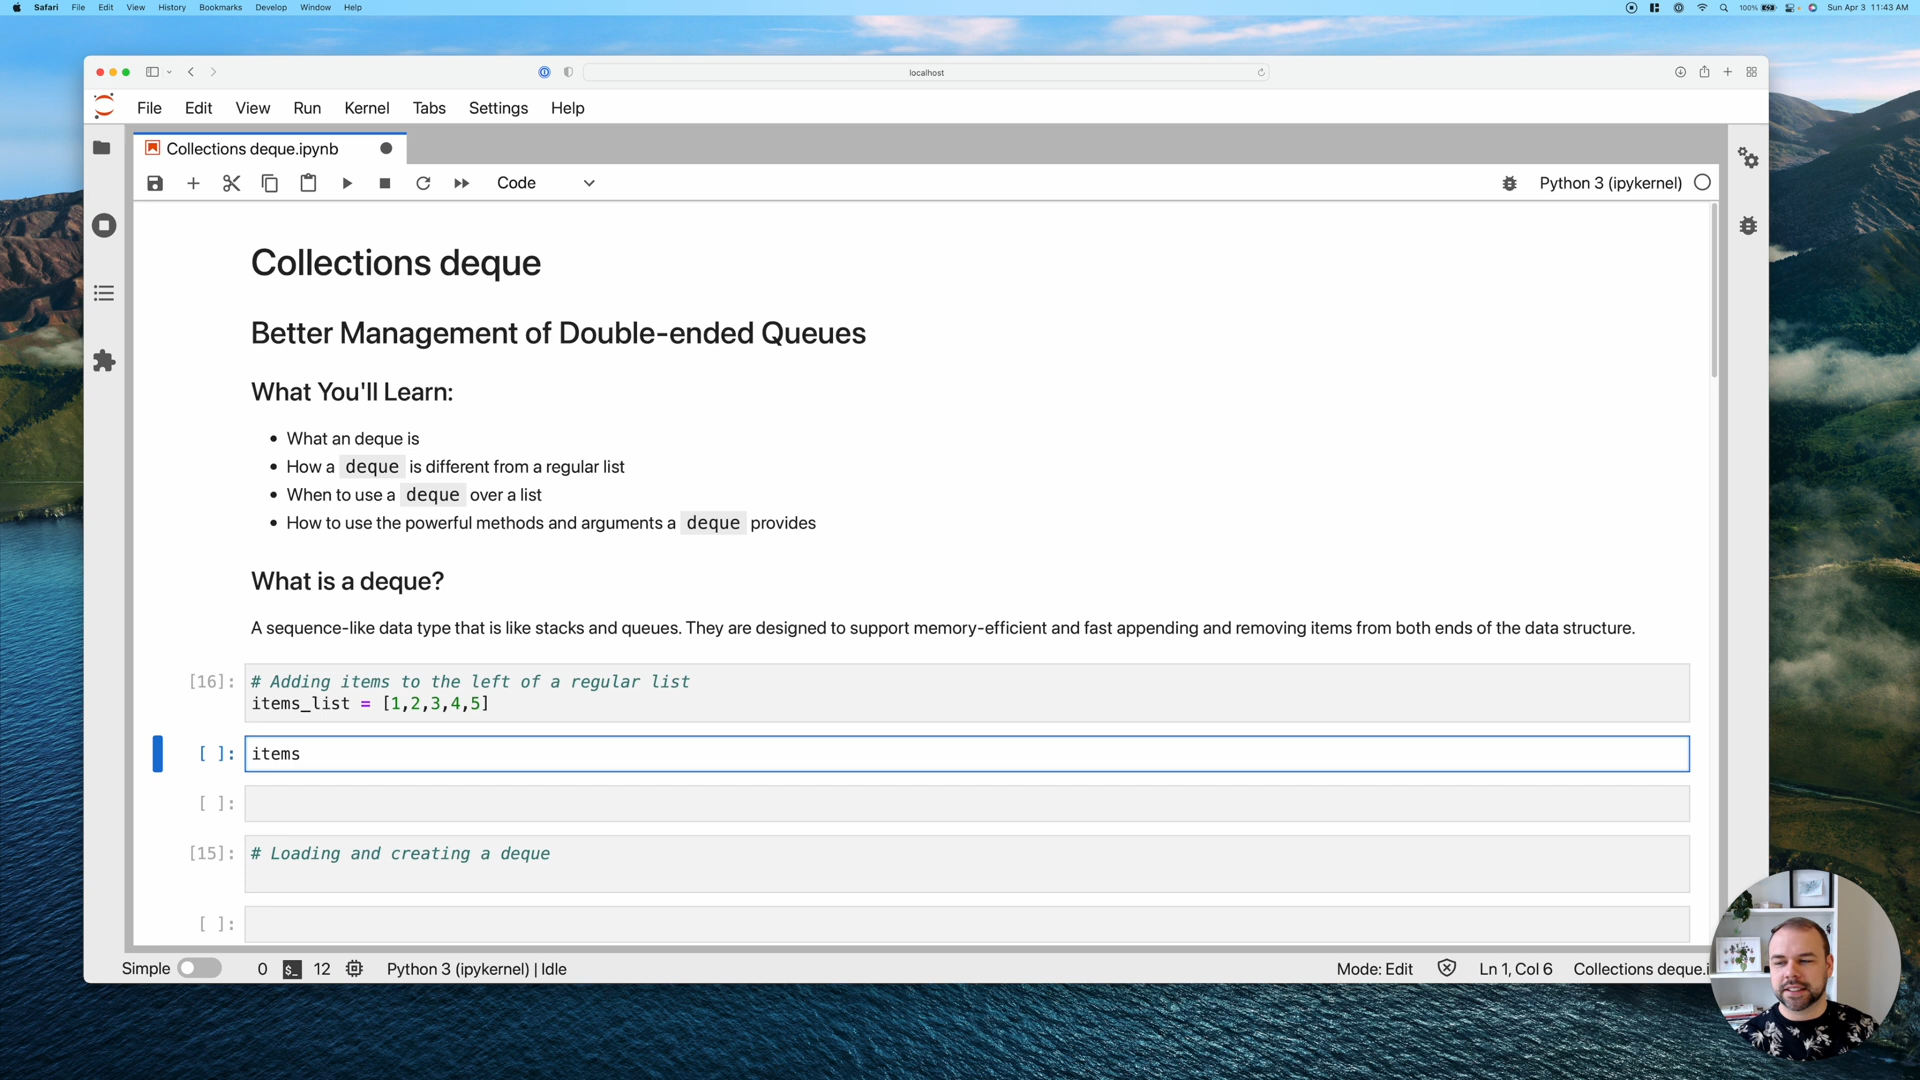 Safari File Edit View History Bookmarks Develop Window Help
100% Sun Apr 3 11:43 AM
localhost
File Edit View Run Kernel Tabs Settings Help
Collections deque.ipynb
Code
Python 3 (ipykernel)
Collections deque
Better Management of Double-ended Queues
What You'll Learn:
• What an deque is
• How a deque is different from a regular list
• When to use a deque over a list
• How to use the powerful methods and arguments a deque provides
What is a deque?
A sequence-like data type that is like stacks and queues. They are designed to support memory-efficient and fast appending and removing items from both ends of the data structure.
[16]: # Adding items to the left of a regular list
items_list = [1,2,3,4,5]
[ ]: items
[ ]:
[15]: # Loading and creating a deque
[ ]:
Simple 0 $_ 12 Python 3 (ipykernel) | Idle Mode: Edit Ln 1, Col 6 Collections deque.i